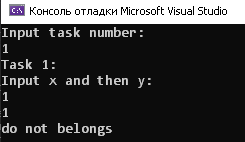 Консоль отладки Microsoft Visual Studio
Input task number:
1
Task 1:
Input x and then y:
1
1
do not belongs